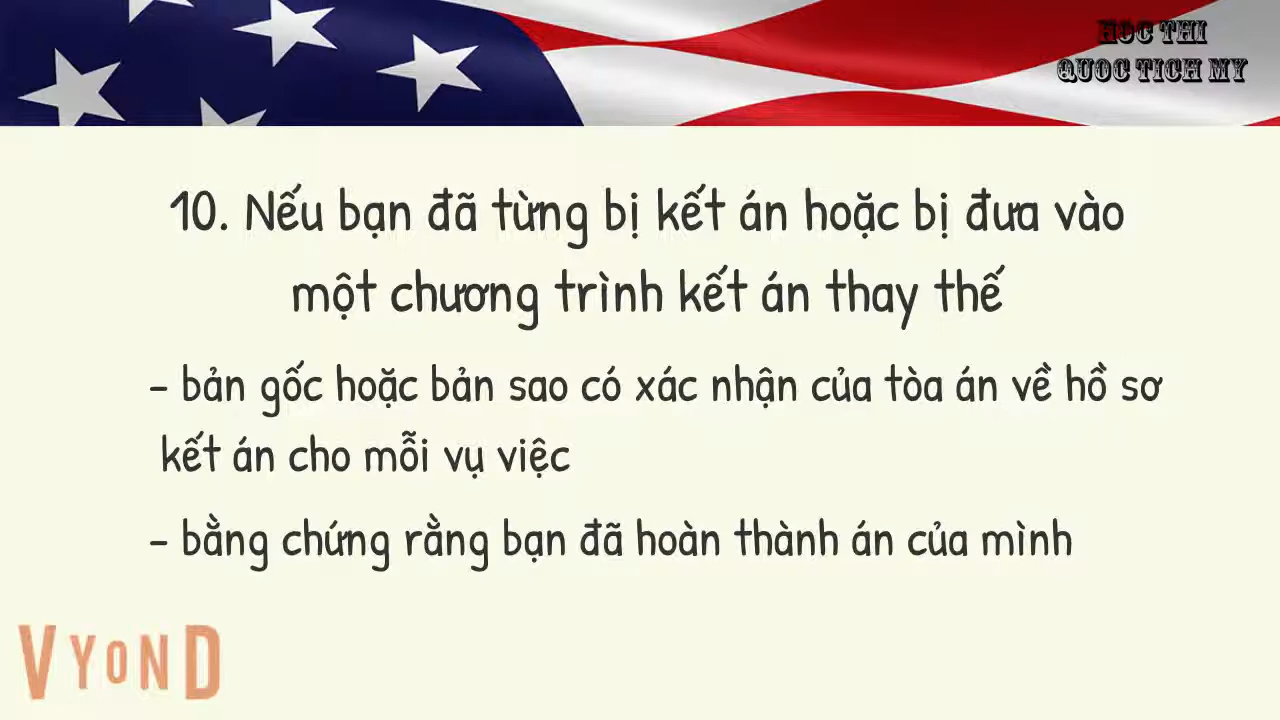 HOC THI
QUOC TICH MY
10. Nếu bạn đã từng bị kết án hoặc bị đưa vào
một chương trình kết án thay thế
- bản gốc hoặc bản sao có xác nhận của tòa án về hồ sơ
kết án cho mỗi vụ việc
- bằng chứng rằng bạn đã hoàn thành án của mình
VYOND